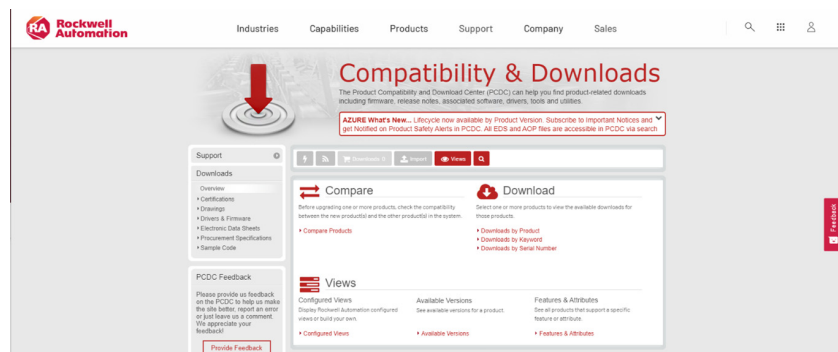 Rockwell
Automation
Industries Capabilities Products Support Company Sales
Compatibility & Downloads
The Product Compatibility and Download Center (PCDC) can help you find product-related downloads
including firmware, release notes, associated software, drivers, tools and utilities.
AZURE What's New... Lifecycle now available by Product Version. Subscribe to Important Notices and
get Notified on Product Safety Alerts in PCDC. All EDS and AOP files are accessible in PCDC via search
Support
Downloads
Overview
Certifications
Drawings
Drivers & Firmware
Electronic Data Sheets
Procurement Specifications
Sample Code
PCDC Feedback
Please provide us feedback
on the PCDC to help us make
the site better, report an error
or just leave us a comment.
We appreciate your
feedback!
Provide Feedback
Downloads 0 Import Views
Compare
Before upgrading one or more products, check the compatibility
between the new product(s) and the other product(s) in the system.
Compare Products
Download
Select one or more products to view the available downloads for
those products.
Downloads by Product
Downloads by Keyword
Downloads by Serial Number
Views
Configured Views
Display Rockwell Automation configured
views or build your own.
Configured Views
Available Versions
See available versions for a product.
Available Versions
Features & Attributes
See all products that support a specific
feature or attribute.
Features & Attributes
Feedback